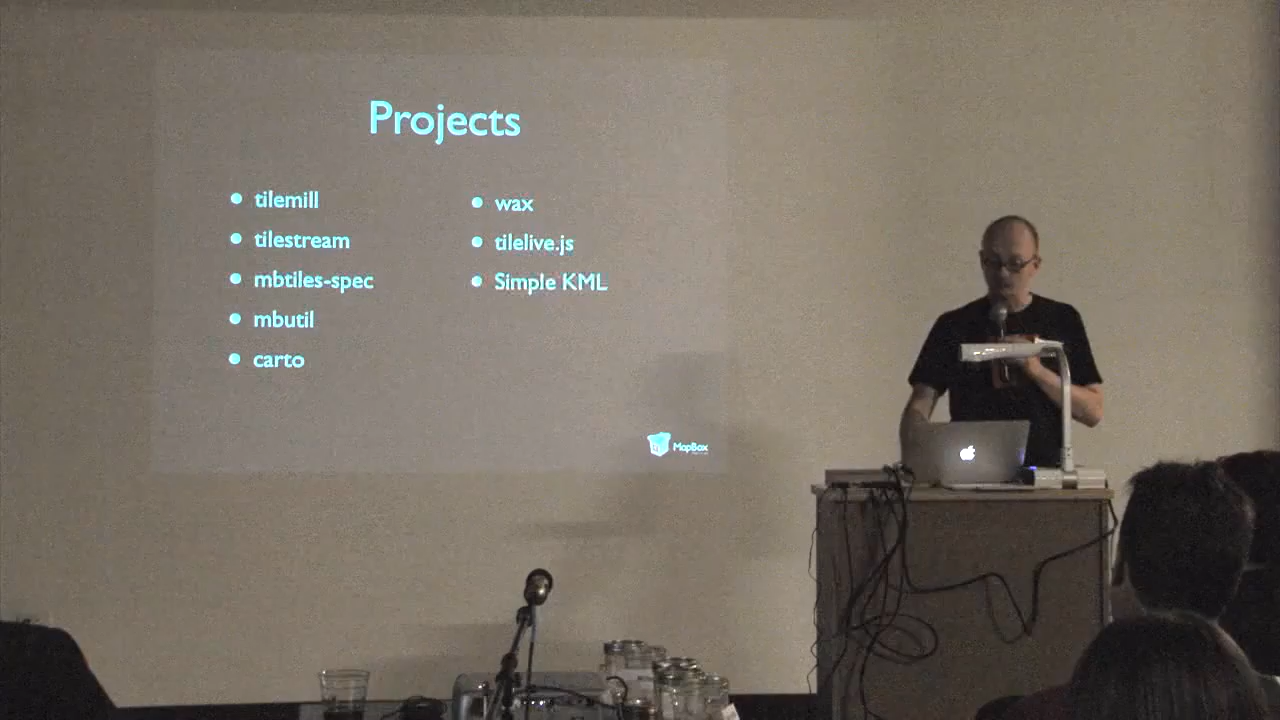 Projects
tilemill
tilestream
mbtiles-spec
mbutil
carto
wax
tilelive.js
Simple KML
MapBox